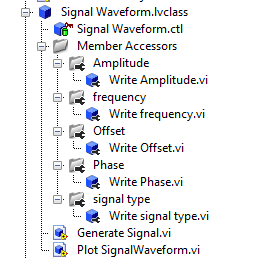 Signal Waveform.lvclass
Signal Waveform.ctl
Member Accessors
Amplitude
Write Amplitude.vi
frequency
Write frequency.vi
Offset
Write Offset.vi
Phase
Write Phase.vi
signal type
Write signal type.vi
Generate Signal.vi
Plot SignalWaveform.vi